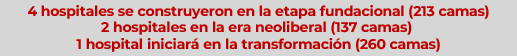 4 hospitales se construyeron en la etapa fundacional (213 camas)
2 hospitales en la era neoliberal (137 camas)
1 hospital iniciará en la transformación (260 camas)